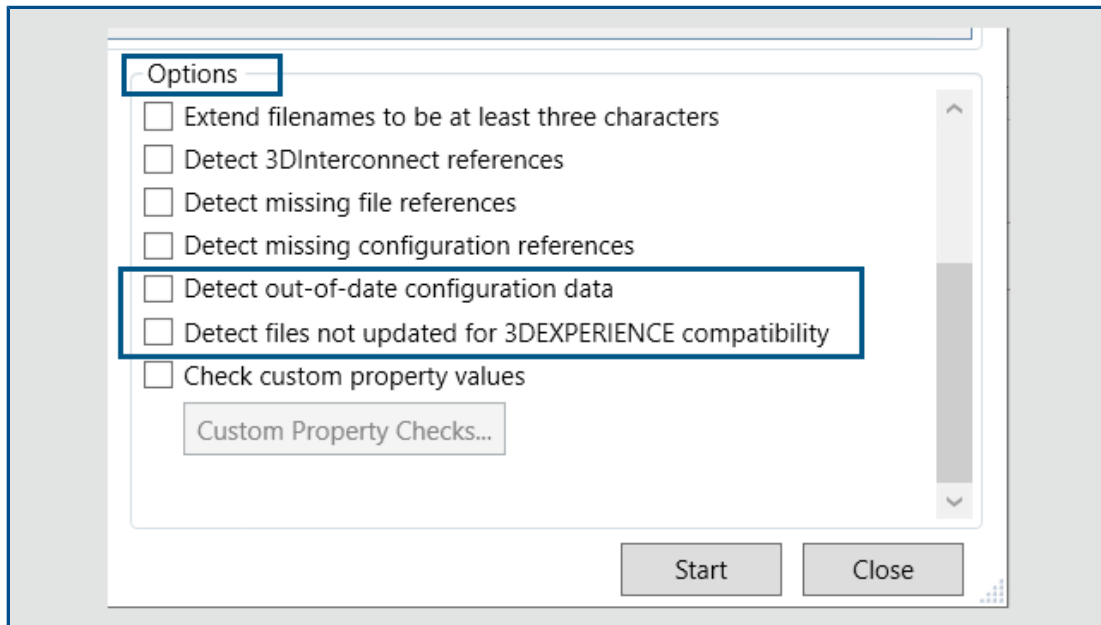 Options
Extend filenames to be at least three characters
Detect 3DInterconnect references
Detect missing file references
Detect missing configuration references
Detect out-of-date configuration data
Detect files not updated for 3DEXPERIENCE compatibility
Check custom property values
Custom Property Checks...
Start Close